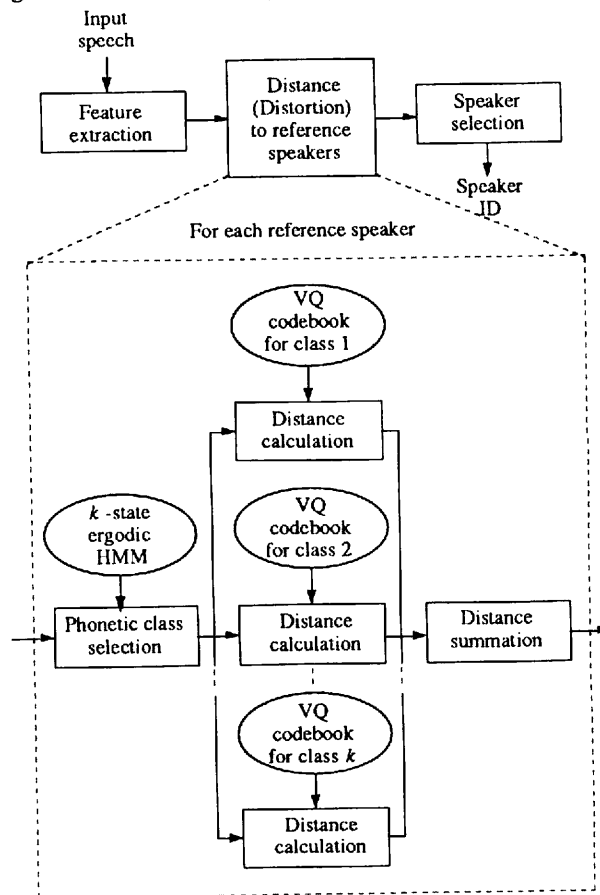 Input
speech
Feature
extraction
Distance
(Distortion)
to reference
speakers
Speaker
selection
Speaker
ID
For each reference speaker
VQ
codebook
for class 1
Distance
calculation
k -state
ergodic
HMM
VQ
codebook
for class 2
Phonetic class
selection
Distance
calculation
Distance
summation
VQ
codebook
for class k
Distance
calculation